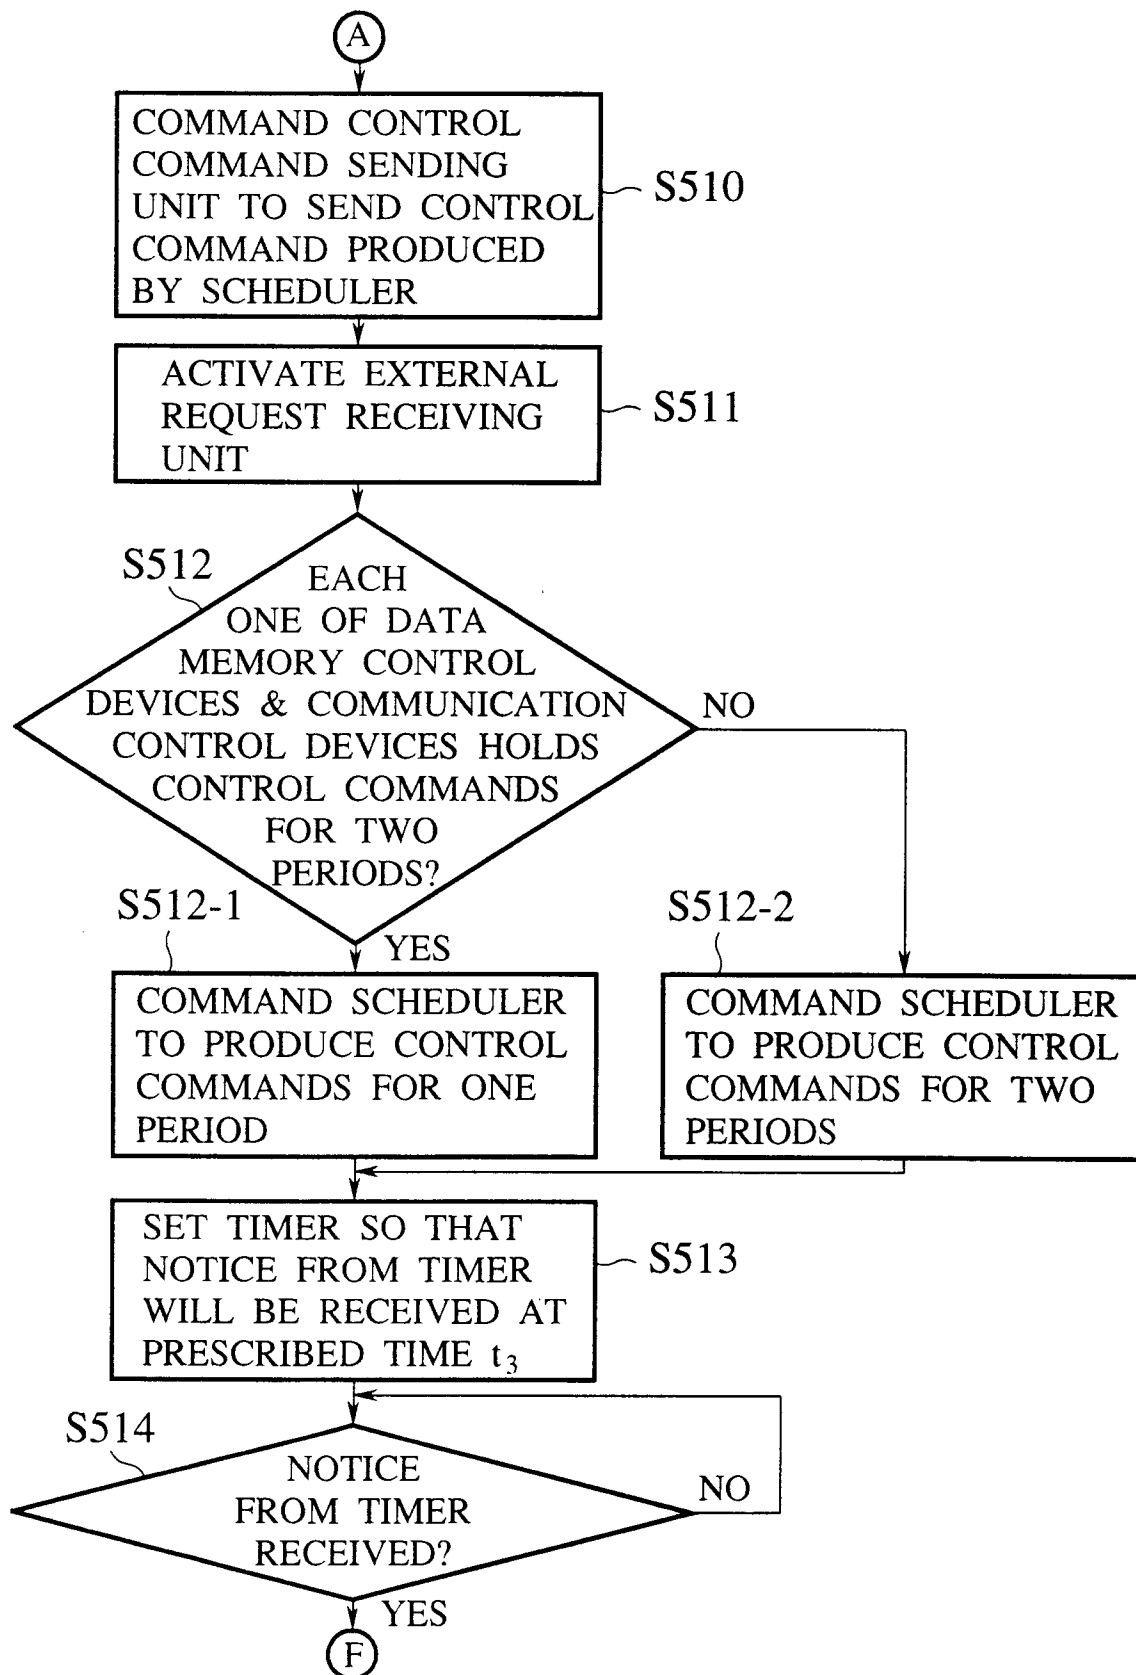 A
COMMAND CONTROL
COMMAND SENDING
UNIT TO SEND CONTROL
COMMAND PRODUCED
BY SCHEDULER
S510
ACTIVATE EXTERNAL
REQUEST RECEIVING
UNIT
S511
S512
EACH
ONE OF DATA
MEMORY CONTROL
DEVICES & COMMUNICATION
CONTROL DEVICES HOLDS
CONTROL COMMANDS
FOR TWO
PERIODS?
NO
YES
S512-1
COMMAND SCHEDULER
TO PRODUCE CONTROL
COMMANDS FOR ONE
PERIOD
S512-2
COMMAND SCHEDULER
TO PRODUCE CONTROL
COMMANDS FOR TWO
PERIODS
SET TIMER SO THAT
NOTICE FROM TIMER
WILL BE RECEIVED AT
PRESCRIBED TIME t₃
S513
S514
NOTICE
FROM TIMER
RECEIVED?
NO
YES
F